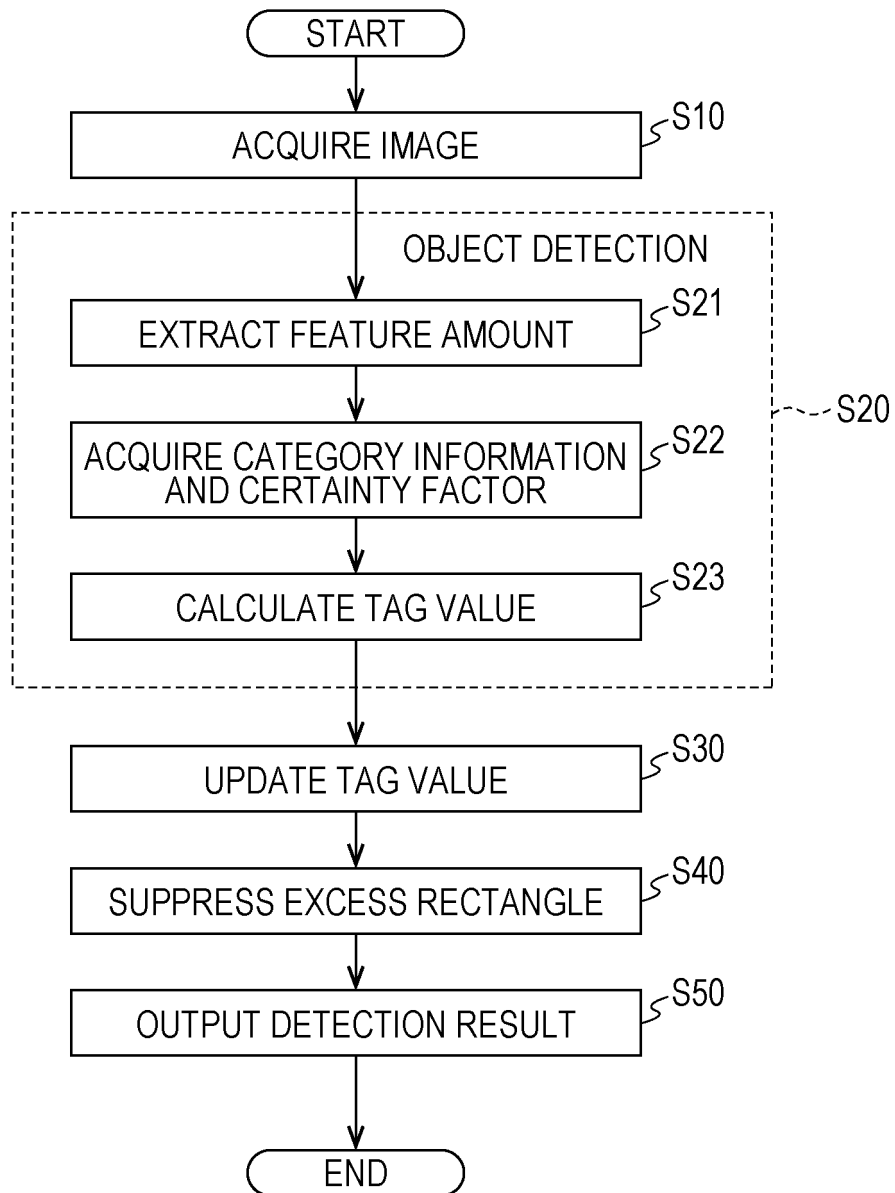 START
ACQUIRE IMAGE
S10
OBJECT DETECTION
EXTRACT FEATURE AMOUNT
S21
S20
ACQUIRE CATEGORY INFORMATION
AND CERTAINTY FACTOR
S22
CALCULATE TAG VALUE
S23
UPDATE TAG VALUE
S30
SUPPRESS EXCESS RECTANGLE
S40
OUTPUT DETECTION RESULT
S50
END